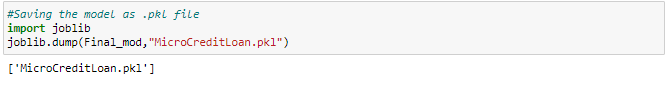 #Saving the model as .pkl file
import joblib
joblib.dump(Final_mod,"MicroCreditLoan.pkl")
['MicroCreditLoan.pkl']